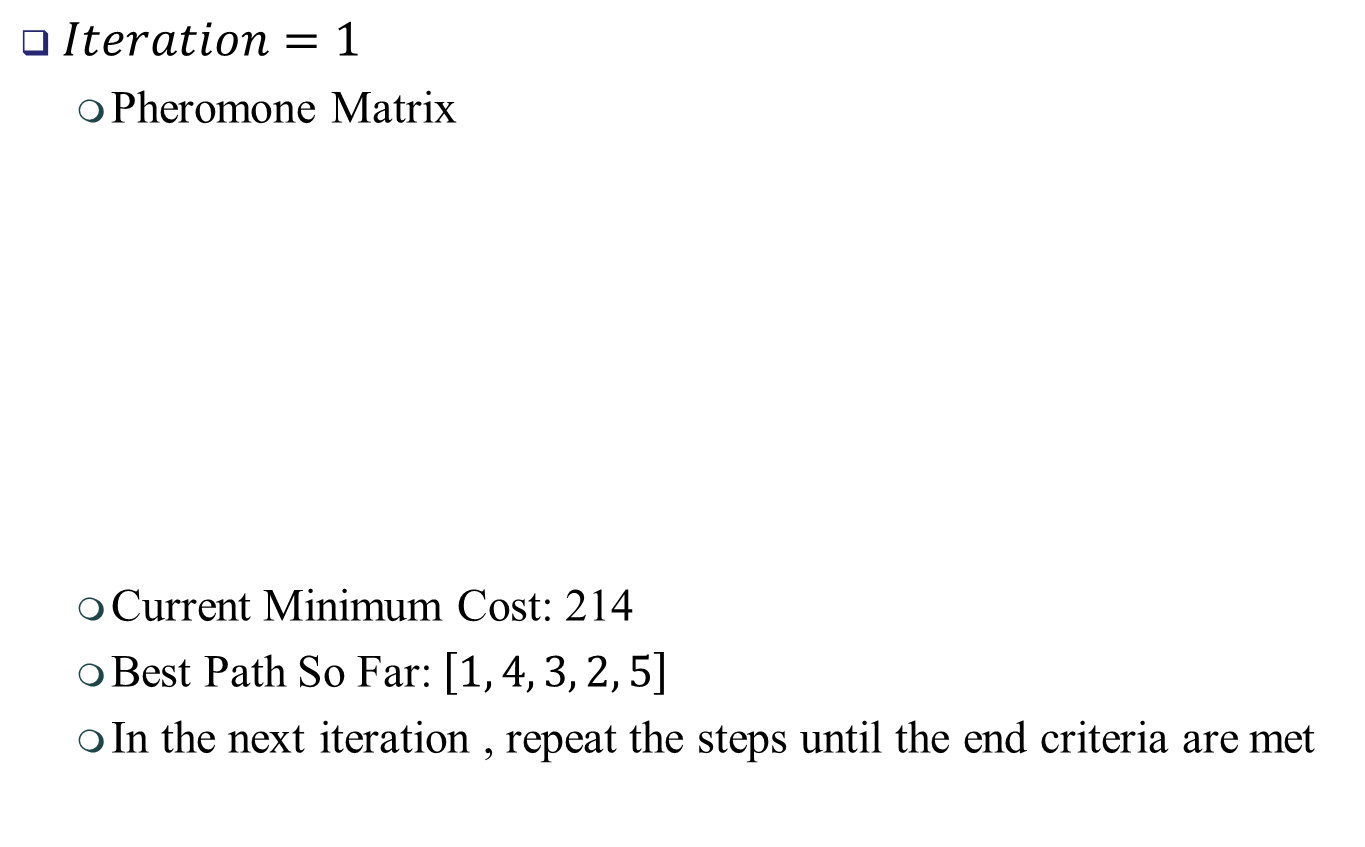 Iteration = 1
Pheromone Matrix
Current Minimum Cost: 214
Best Path So Far: [1, 4, 3, 2, 5]
In the next iteration , repeat the steps until the end criteria are met